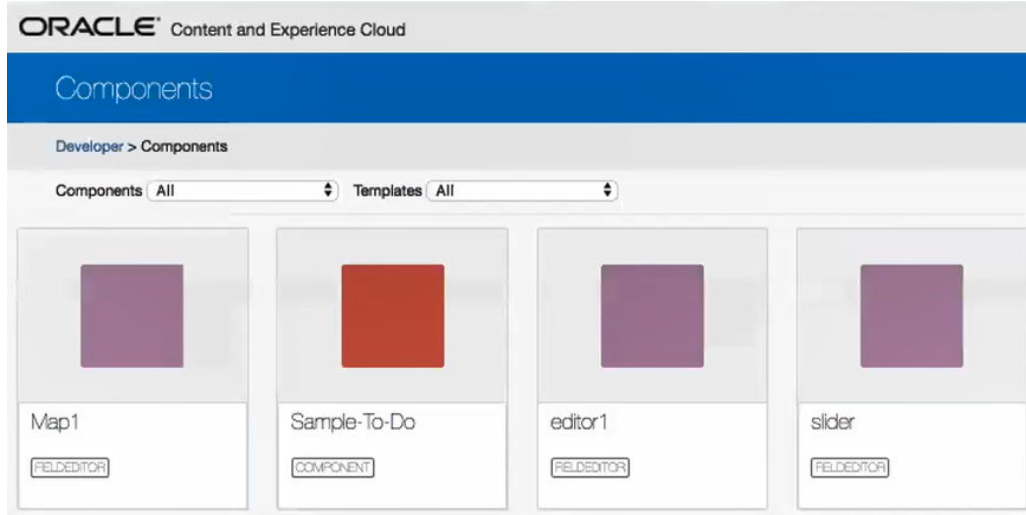 ORACLE® Content and Experience Cloud
Components
Developer > Components
Components All Templates All
Map1 Sample-To-Do editor1 slider
FIELDEDITOR COMPONENT FIELDEDITOR FIELDEDITOR